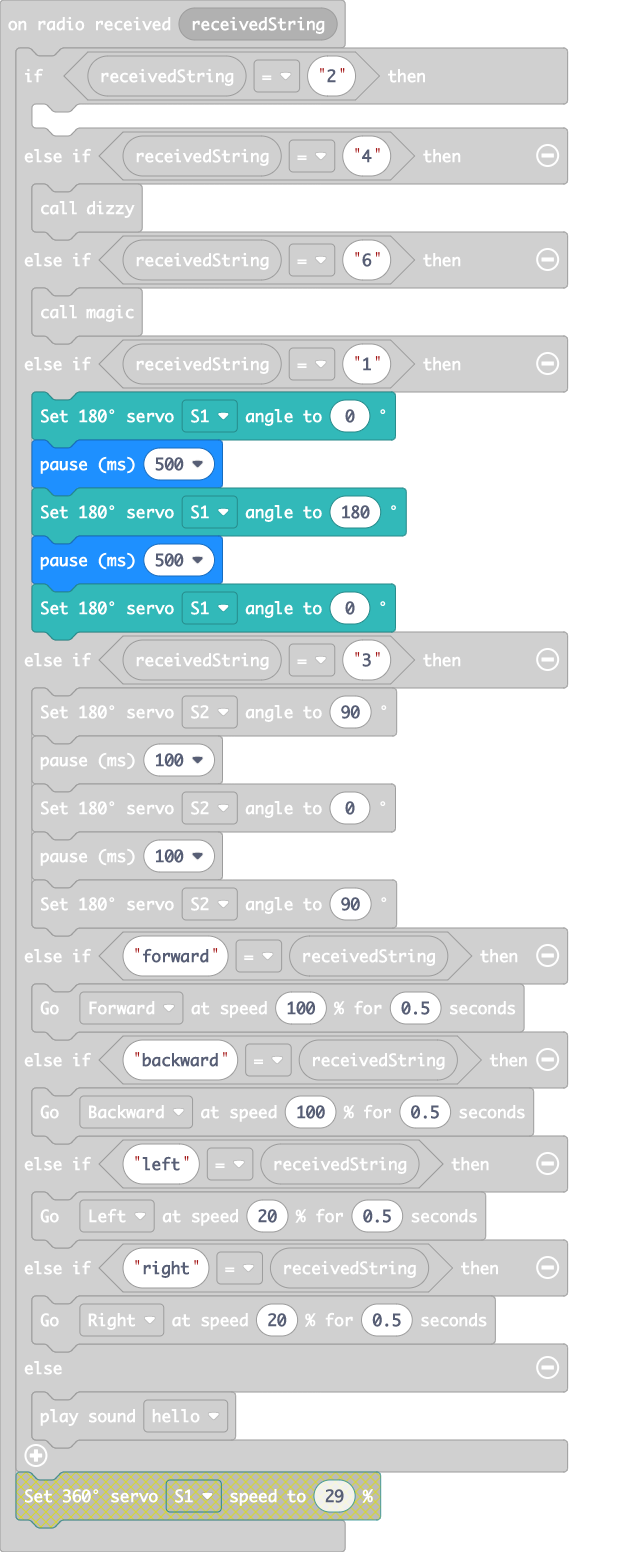 on radio received receivedString
if receivedString = "2" then
else if receivedString = "4" then
call dizzy
else if receivedString = "6" then
call magic
else if receivedString = "1" then
Set 180° servo S1 angle to 0 °
pause (ms) 500
Set 180° servo S1 angle to 180 °
pause (ms) 500
Set 180° servo S1 angle to 0 °
else if receivedString = "3" then
Set 180° servo S2 angle to 90 °
pause (ms) 100
Set 180° servo S2 angle to 0 °
pause (ms) 100
Set 180° servo S2 angle to 90 °
else if "forward" = receivedString then
Go Forward at speed 100 % for 0.5 seconds
else if "backward" = receivedString then
Go Backward at speed 100 % for 0.5 seconds
else if "left" = receivedString then
Go Left at speed 20 % for 0.5 seconds
else if "right" = receivedString then
Go Right at speed 20 % for 0.5 seconds
else
play sound hello
Set 360° servo S1 speed to 29 %